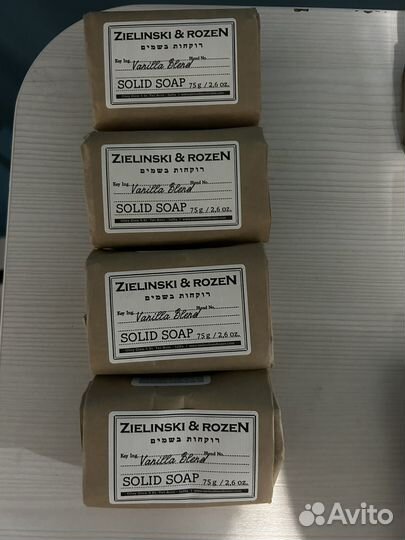 ZIELINSKI & ROZEN
רוקחות בשמים
Key Ing. Vanilla Blend Blend No.
SOLID SOAP 75 g / 2,6 oz.
ZIELINSKI & ROZEN
רוקחות בשמים
Key Ing. Vanilla Blend Blend No.
SOLID SOAP 75 g / 2,6 oz.
ZIELINSKI & ROZEN
רוקחות בשמים
Key Ing. Vanilla Blend Blend No.
SOLID SOAP 75 g / 2,6 oz.
ZIELINSKI & ROZEN
רוקחות בשמים
Key Ing. Vanilla Blend Blend No.
SOLID SOAP 75 g / 2,6 oz.
Avito